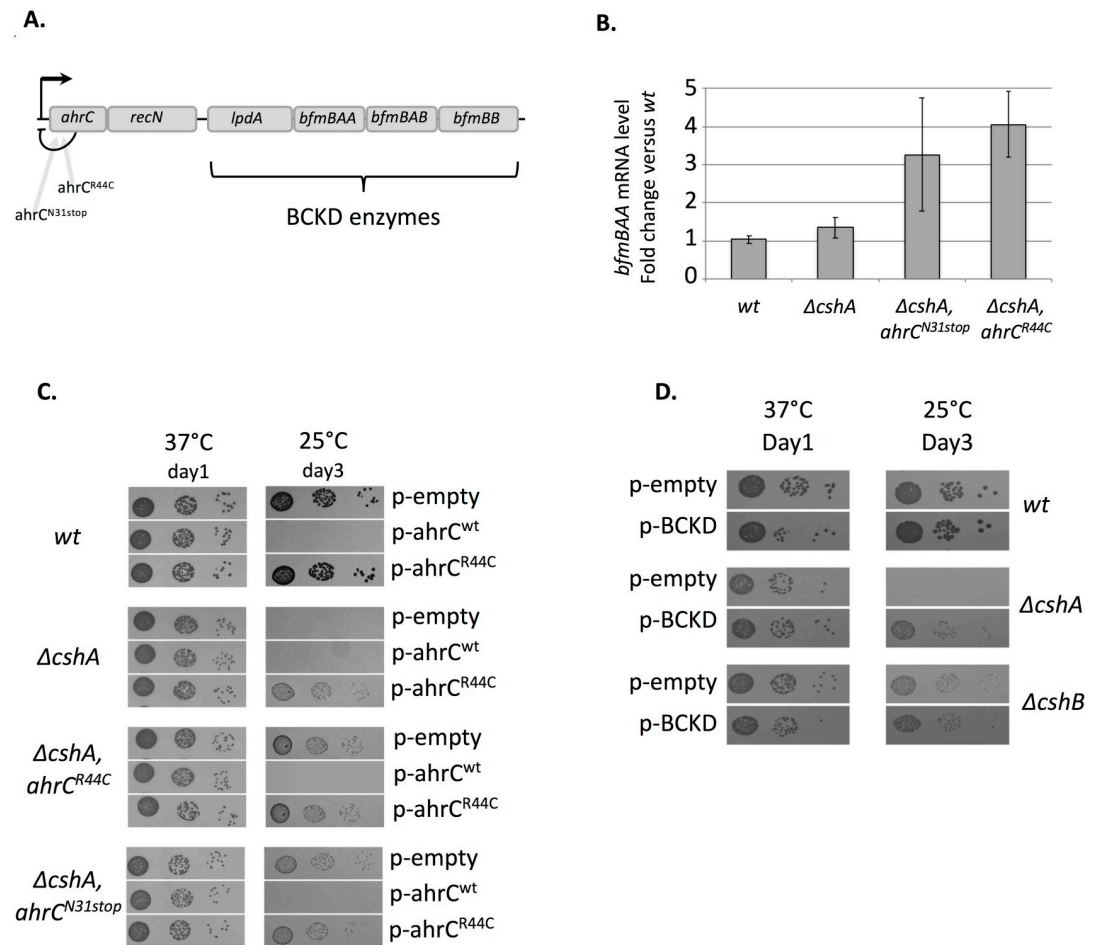 A.
ahrC recN lpdA bfmBAA bfmBAB bfmBB
ahrC^R44C
ahrC^N31stop
BCKD enzymes
B.
bfmBAA mRNA level
Fold change versus wt
5
4
3
2
1
0
wt
ΔcshA
ΔcshA,
ahrC^N31stop
ΔcshA,
ahrC^R44C
C.
37°C
day1
25°C
day3
wt
p-empty
p-ahrC^wt
p-ahrC^R44C
ΔcshA
p-empty
p-ahrC^wt
p-ahrC^R44C
ΔcshA,
ahrC^R44C
p-empty
p-ahrC^wt
p-ahrC^R44C
ΔcshA,
ahrC^N31stop
p-empty
p-ahrC^wt
p-ahrC^R44C
D.
37°C
Day1
25°C
Day3
p-empty
p-BCKD
wt
p-empty
p-BCKD
ΔcshA
p-empty
p-BCKD
ΔcshB